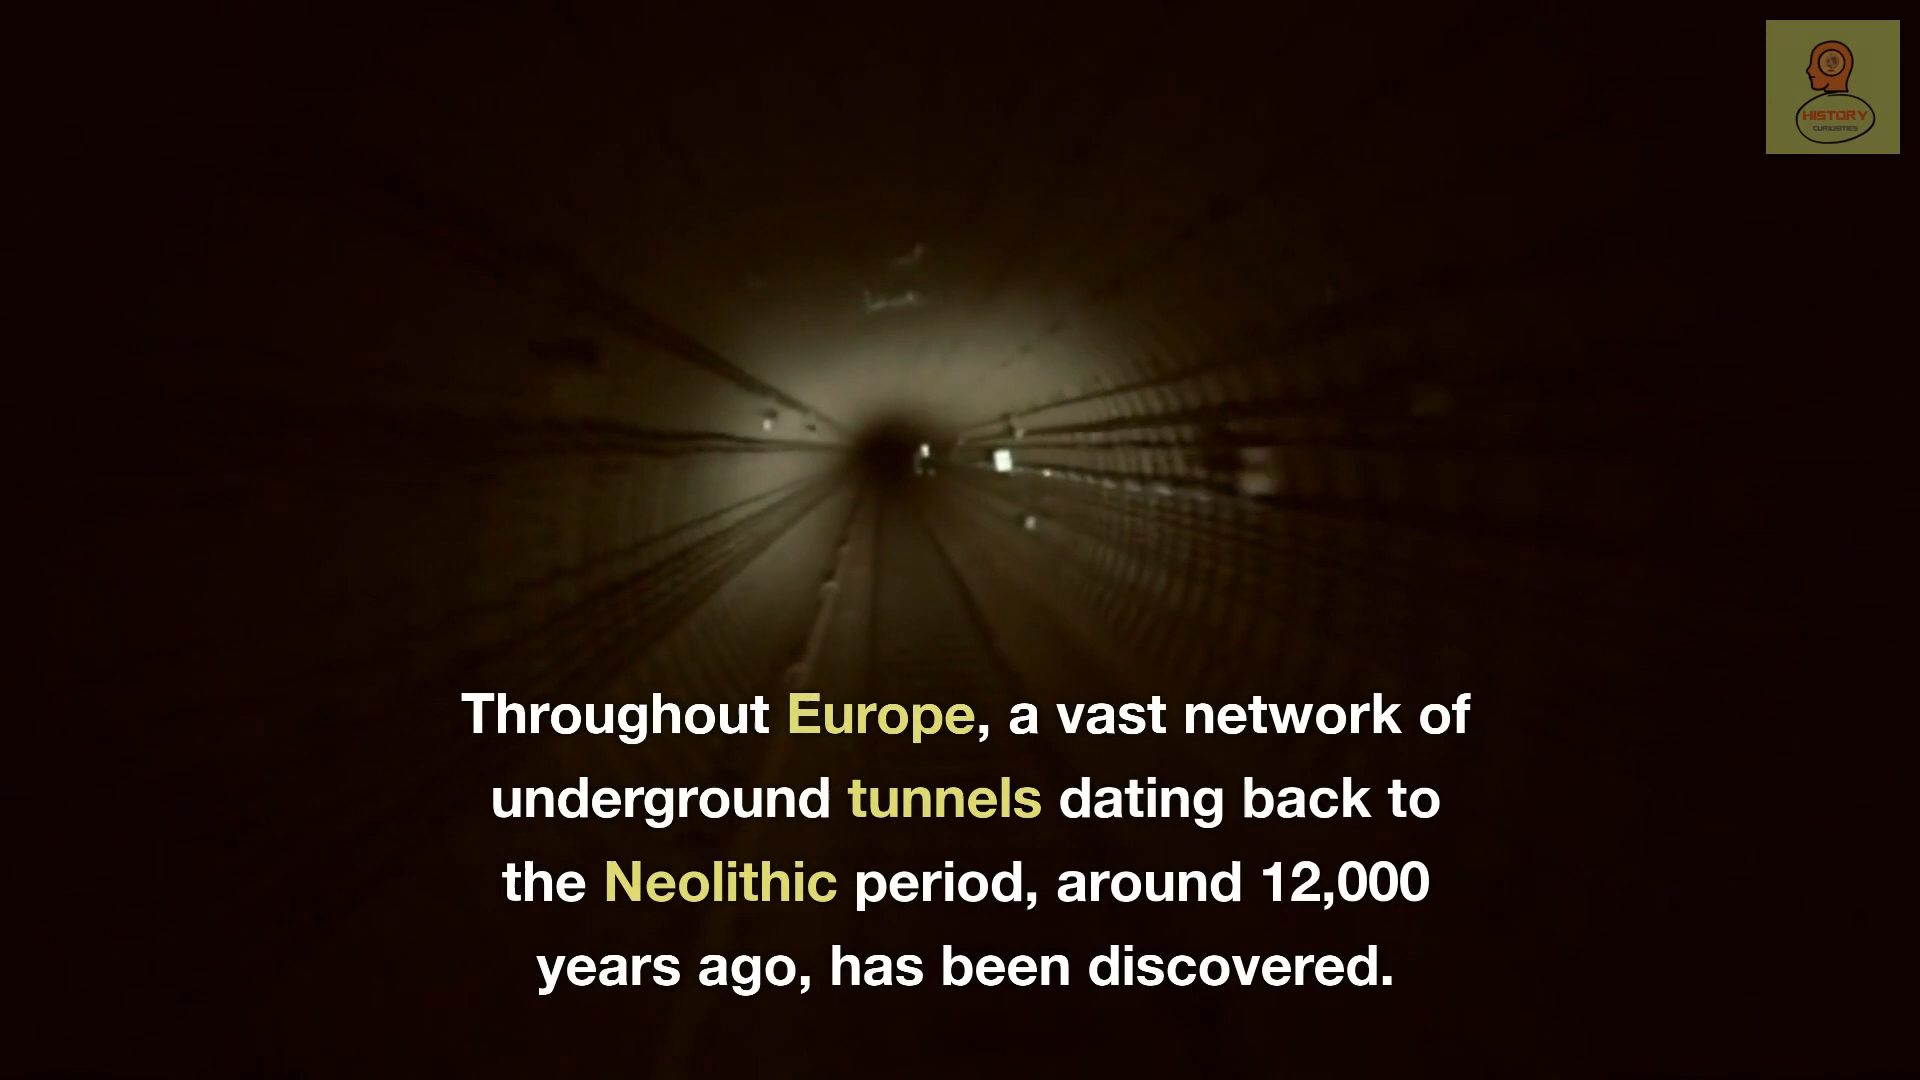 HISTORY
CURIOSITIES
Throughout Europe, a vast network of
underground tunnels dating back to
the Neolithic period, around 12,000
years ago, has been discovered.